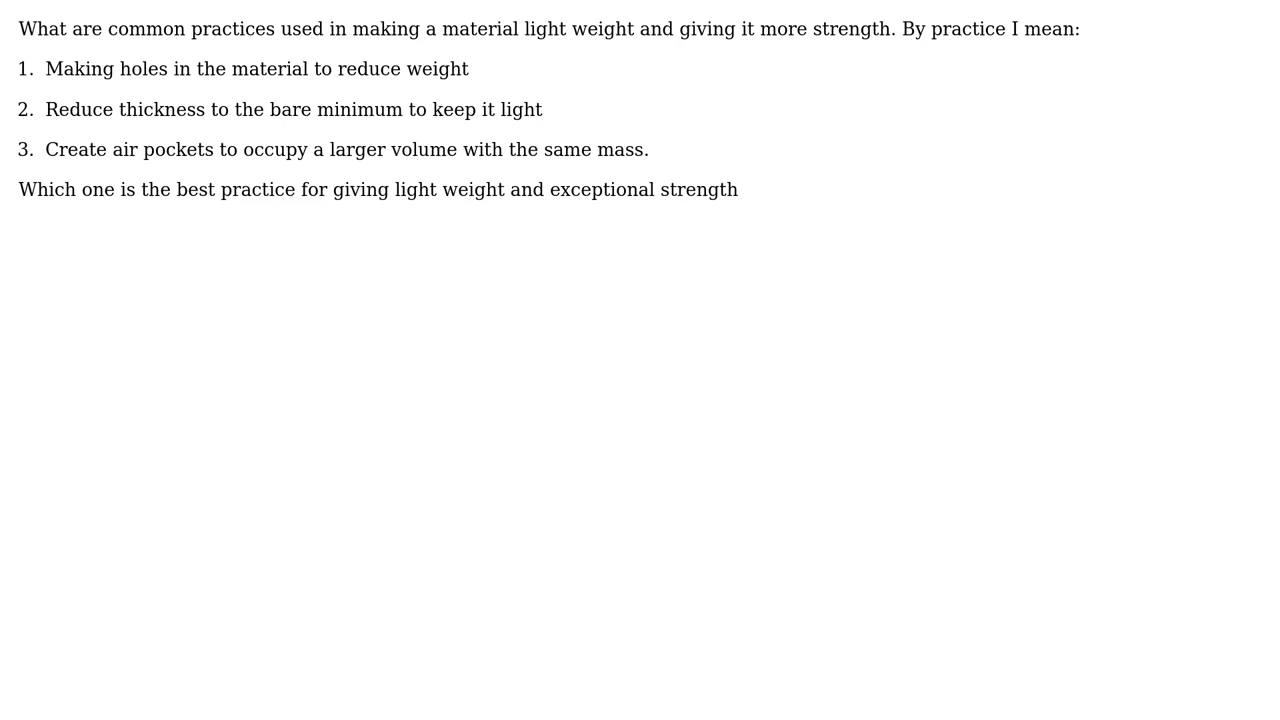 What are common practices used in making a material light weight and giving it more strength. By practice I mean:
1. Making holes in the material to reduce weight
2. Reduce thickness to the bare minimum to keep it light
3. Create air pockets to occupy a larger volume with the same mass.
Which one is the best practice for giving light weight and exceptional strength